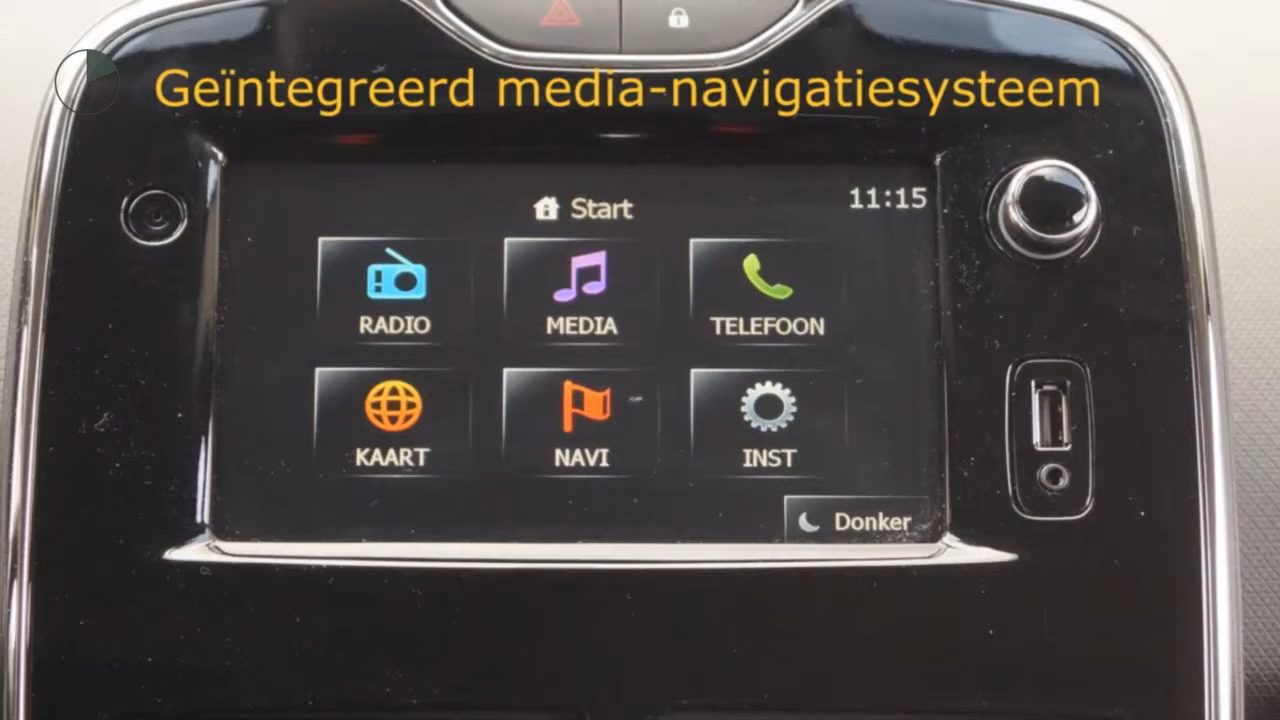 Geïntegreerd media-navigatiesysteem
Start
11:15
RADIO
MEDIA
TELEFOON
KAART
NAVI
INST
Donker